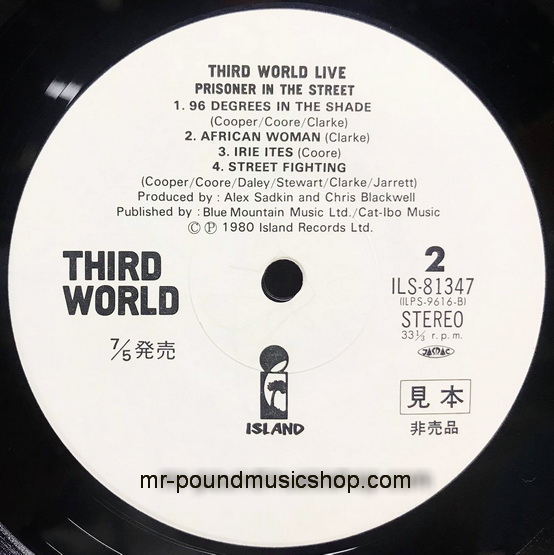 THIRD WORLD LIVE
PRISONER IN THE STREET
1. 96 DEGREES IN THE SHADE
(Cooper/Coore/Clarke)
2. AFRICAN WOMAN (Clarke)
3. IRIE ITES (Coore)
4. STREET FIGHTING
(Cooper/Coore/Daley/Stewart/Clarke/Jarrett)
Produced by : Alex Sadkin and Chris Blackwell
Published by : Blue Mountain Music Ltd./Cat-Ibo Music
© ℗ 1980 Island Records Ltd.
THIRD
WORLD
7/5 発売
2
ILS-81347
(ILPS-9616-B)
STEREO
33⅓ r.p.m.
JASRAC
見本
非売品
ISLAND
mr-poundmusicshop.com